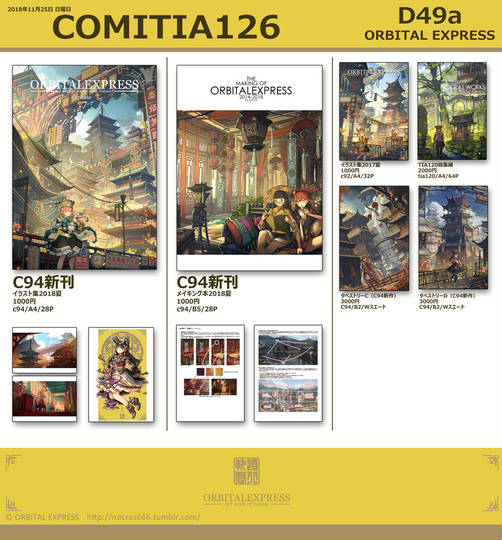 2018年11月25日 日曜日
COMITIA126
D49a
ORBITAL EXPRESS
ORBITALEXPRESS
THE
MAKING OF
ORBITALEXPRESS
2014-2018
C94新刊
イラスト集2018夏
1000円
c94/A4/28P
C94新刊
メイキング本2018夏
1000円
c94/B5/28P
ORBITALEXPRESS
イラスト集2017夏
1000円
c92/A4/32P
NOCRAS WORKS
TIA120総集編
2000円
tia120/A4/64P
タペストリーC（C94新作）
3000円
C94/B2/Wスエード
タペストリーD（C94新作）
3000円
C94/B2/Wスエード
ORBITALEXPRESS
© ORBITAL EXPRESS http://nocras666.tumblr.com/